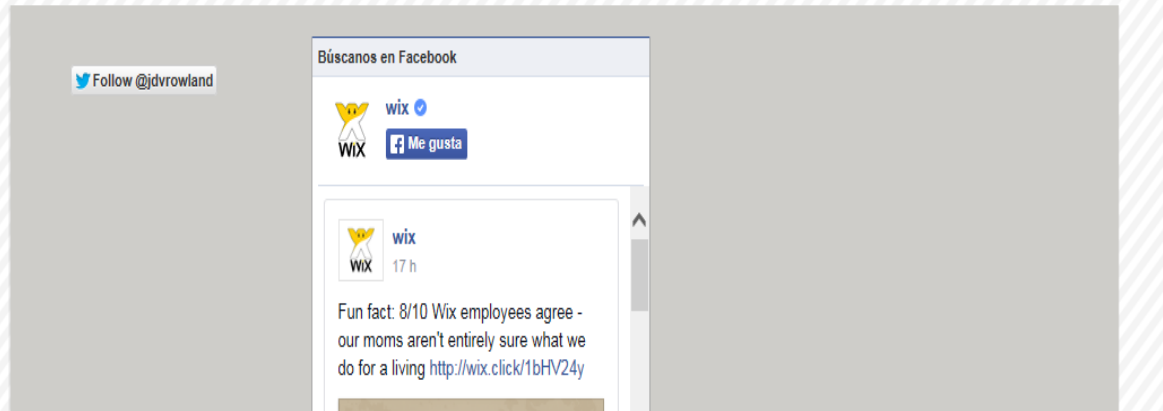 Follow @jdvrowland
Búscanos en Facebook
wix
Me gusta
WiX
wix
17 h
WiX
Fun fact: 8/10 Wix employees agree -
our moms aren't entirely sure what we
do for a living http://wix.click/1bHV24y